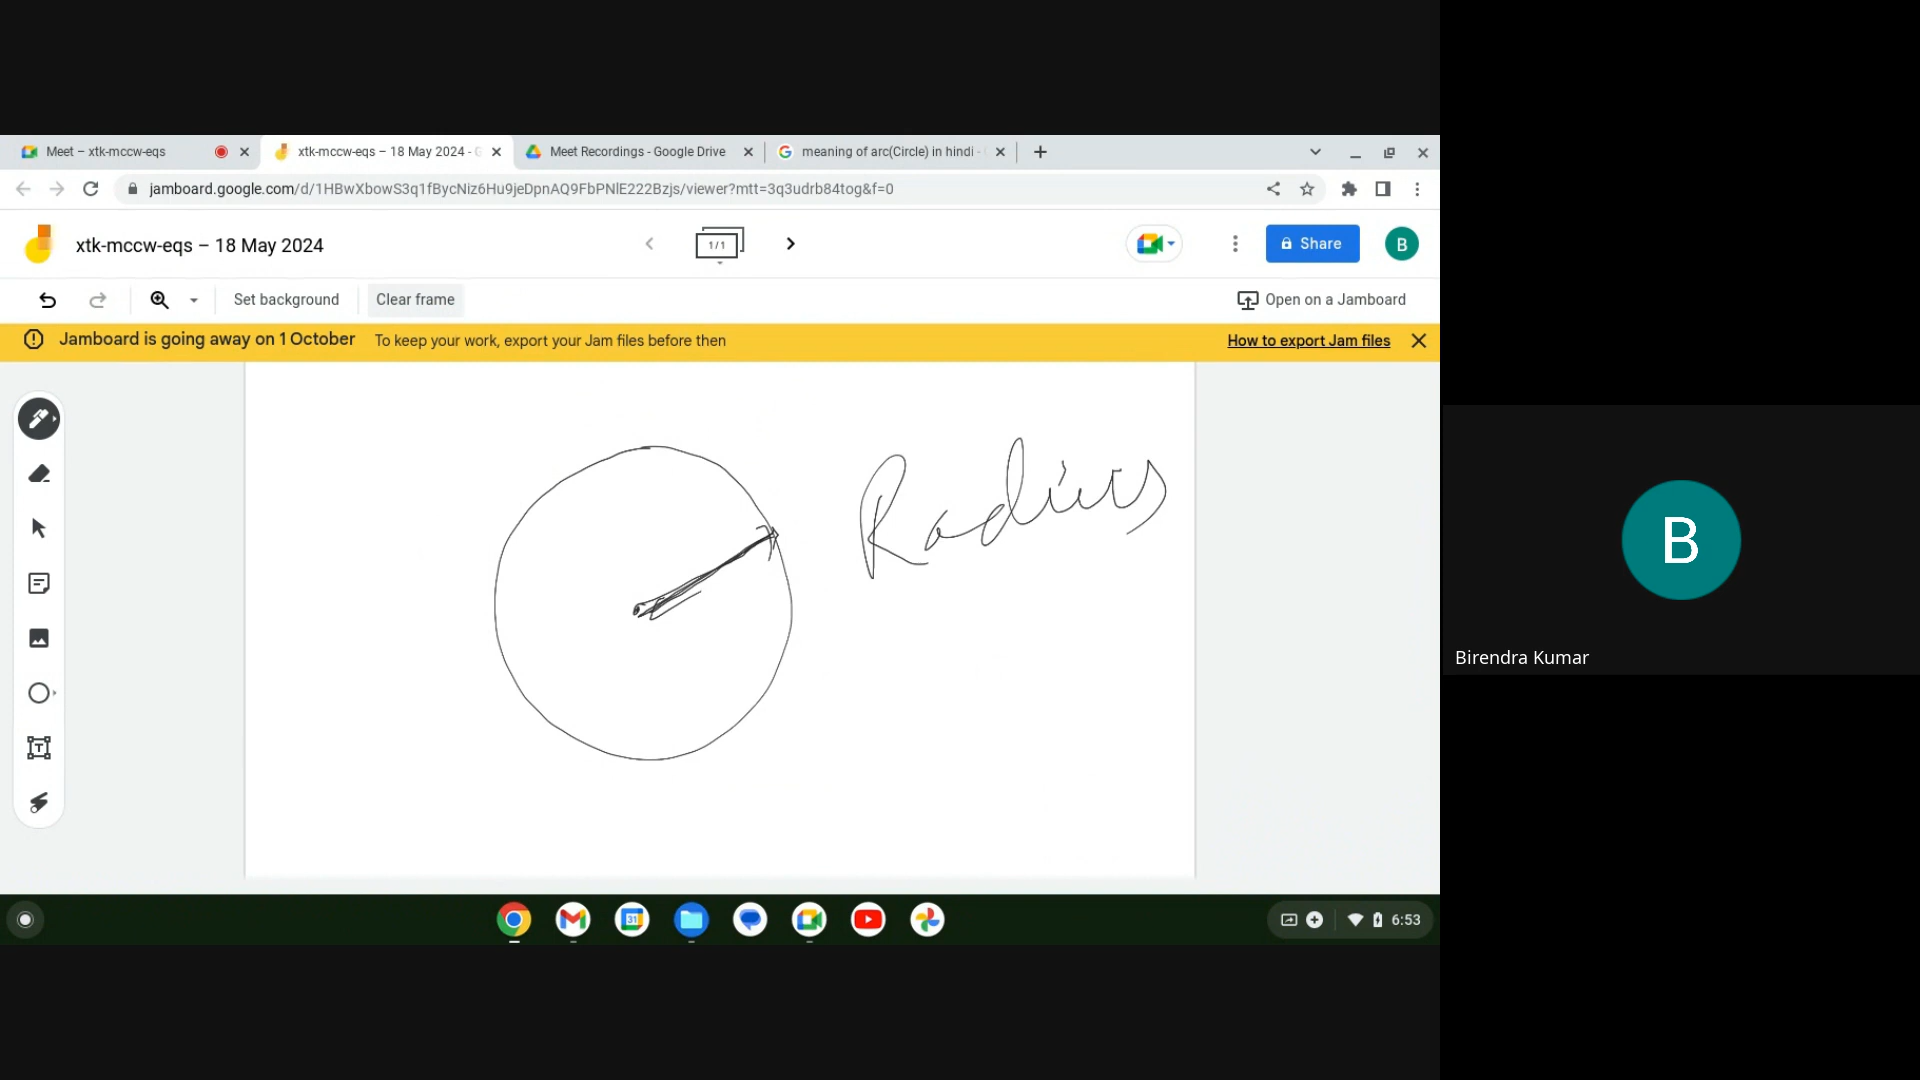 Meet – xtk-mccw-eqs
xtk-mccw-eqs – 18 May 2024 - G
Meet Recordings - Google Drive
meaning of arc(Circle) in hindi -
jamboard.google.com/d/1HBwXbowS3q1fBycNiz6Hu9jeDpnAQ9FbPNlE222Bzjs/viewer?mtt=3q3udrb84tog&f=0
xtk-mccw-eqs – 18 May 2024
1/1
Share
B
Set background
Clear frame
Open on a Jamboard
Jamboard is going away on 1 October
To keep your work, export your Jam files before then
How to export Jam files
Radius
B
Birendra Kumar
31
6:53